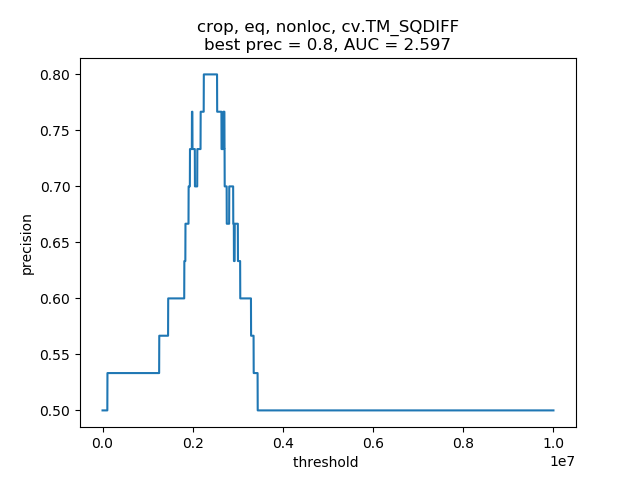 crop, eq, nonloc, cv.TM_SQDIFF
best prec = 0.8, AUC = 2.597
0.80
0.75
0.70
0.65
0.60
0.55
0.50
precision
0.0 0.2 0.4 0.6 0.8 1.0
1e7
threshold